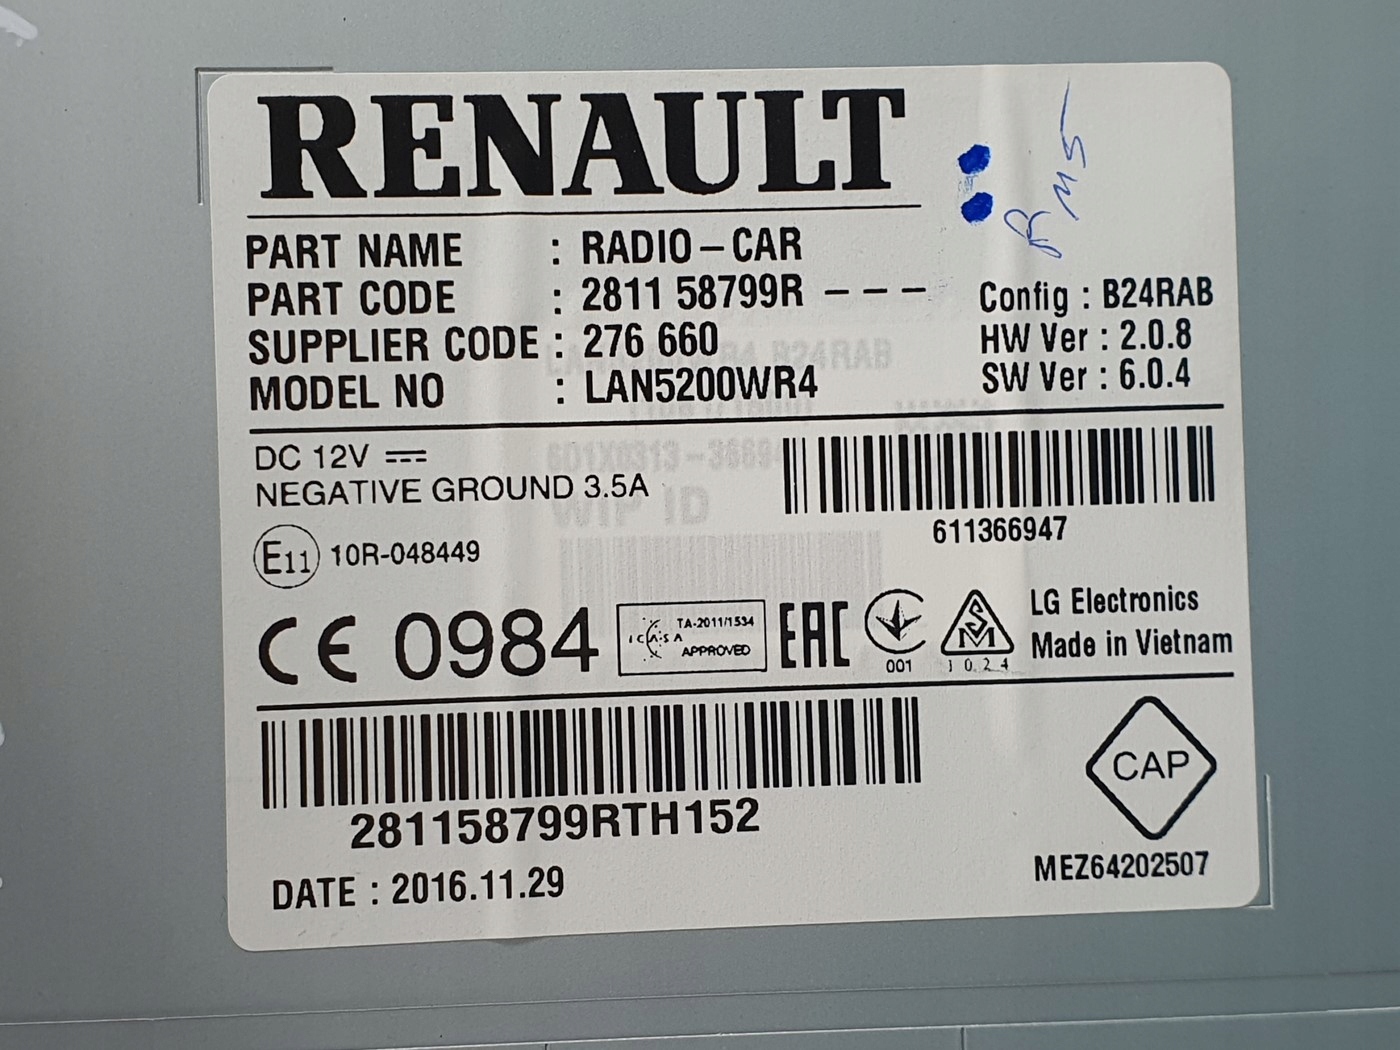 RENAULT
PART NAME : RADIO-CAR
PART CODE : 2811 58799R - - -
SUPPLIER CODE : 276 660
MODEL NO : LAN5200WR4
Config : B24RAB
HW Ver : 2.0.8
SW Ver : 6.0.4
DC 12V
NEGATIVE GROUND 3.5A
611366947
E11 10R-048449
CE 0984
ICASA
TA-2011/1534
APPROVED
EAC
001
SM
1024
LG Electronics
Made in Vietnam
281158799RTH152
DATE : 2016.11.29
CAP
MEZ64202507